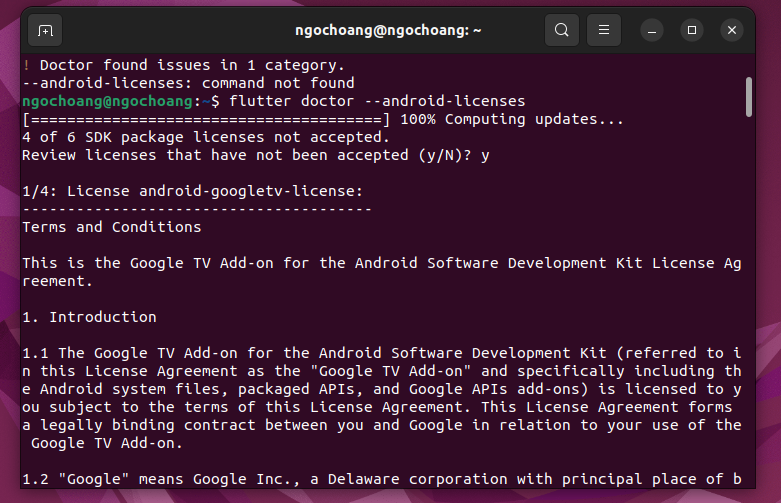 ngochoang@ngochoang: ~
! Doctor found issues in 1 category.
--android-licenses: command not found
ngochoang@ngochoang:~$ flutter doctor --android-licenses
[=======================================] 100% Computing updates...
4 of 6 SDK package licenses not accepted.
Review licenses that have not been accepted (y/N)? y
1/4: License android-googletv-license:
---------------------------------------
Terms and Conditions
This is the Google TV Add-on for the Android Software Development Kit License Ag
reement.
1. Introduction
1.1 The Google TV Add-on for the Android Software Development Kit (referred to i
n this License Agreement as the "Google TV Add-on" and specifically including th
e Android system files, packaged APIs, and Google APIs add-ons) is licensed to y
ou subject to the terms of this License Agreement. This License Agreement forms
a legally binding contract between you and Google in relation to your use of the
Google TV Add-on.
1.2 "Google" means Google Inc., a Delaware corporation with principal place of b